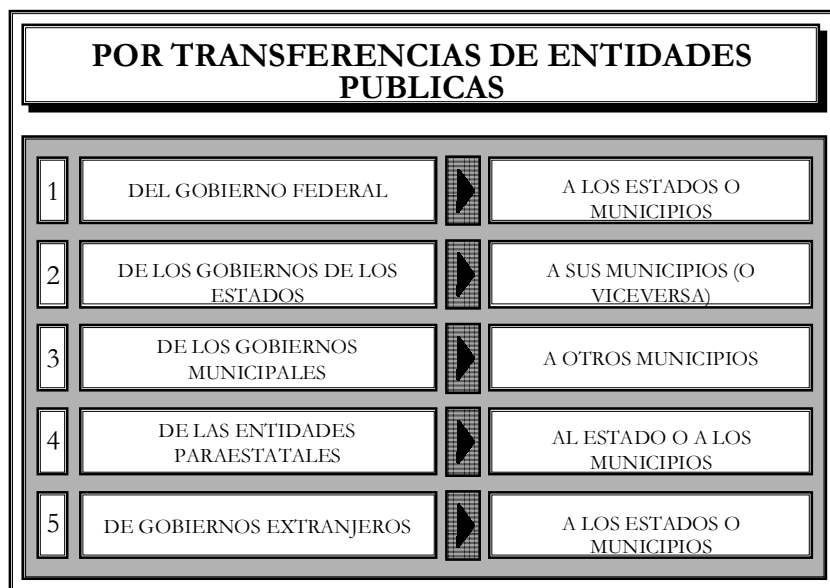 POR TRANSFERENCIAS DE ENTIDADES
PUBLICAS
1
DEL GOBIERNO FEDERAL
A LOS ESTADOS O
MUNICIPIOS
2
DE LOS GOBIERNOS DE LOS
ESTADOS
A SUS MUNICIPIOS (O
VICEVERSA)
3
DE LOS GOBIERNOS
MUNICIPALES
A OTROS MUNICIPIOS
4
DE LAS ENTIDADES
PARAESTATALES
AL ESTADO O A LOS
MUNICIPIOS
5
DE GOBIERNOS EXTRANJEROS
A LOS ESTADOS O
MUNICIPIOS